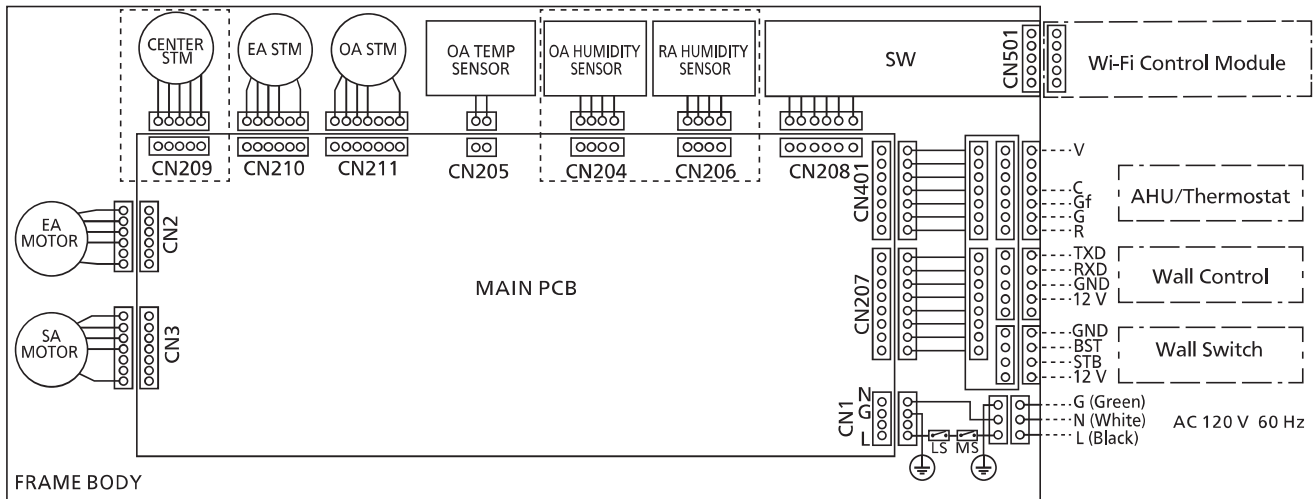 CENTER
STM
EA STM
OA STM
OA TEMP
SENSOR
OA HUMIDITY
SENSOR
RA HUMIDITY
SENSOR
SW
CN501
Wi-Fi Control Module
CN209
CN210
CN211
CN205
CN204
CN206
CN208
CN401
V
C
Gf
G
R
AHU/Thermostat
EA
MOTOR
CN2
MAIN PCB
CN207
TXD
RXD
GND
12 V
Wall Control
SA
MOTOR
CN3
GND
BST
STB
12 V
Wall Switch
CN1
N
G
L
LS
MS
G (Green)
N (White)
L (Black)
AC 120 V 60 Hz
FRAME BODY